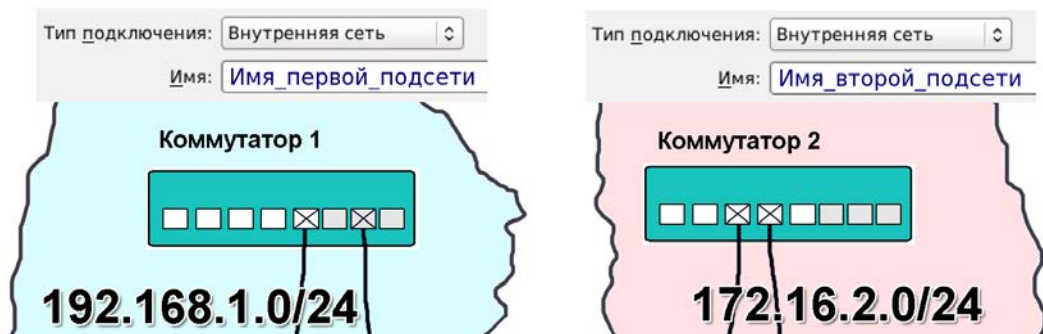 Тип подключения: Внутренняя сеть
Имя: Имя_первой_подсети
Коммутатор 1
192.168.1.0/24
Тип подключения: Внутренняя сеть
Имя: Имя_второй_подсети
Коммутатор 2
172.16.2.0/24